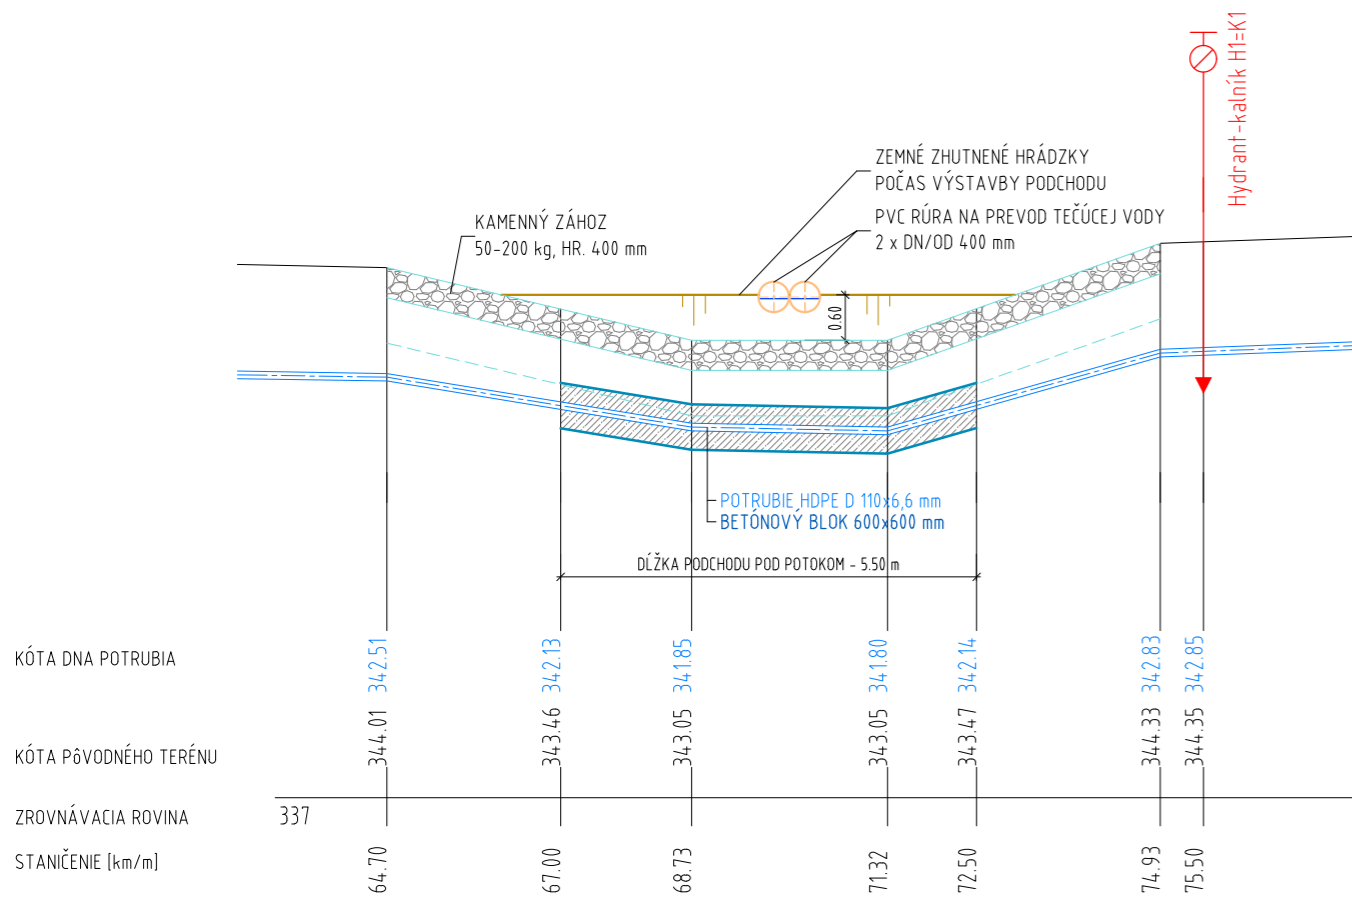 Hydrant-kalník H1=K1
ZEMNÉ ZHUTNENÉ HRÁDZKY
POČAS VÝSTAVBY PODCHODU
KAMENNÝ ZÁHOZ
50-200 kg, HR. 400 mm
PVC RÚRA NA PREVOD TEČÚCEJ VODY
2 x DN/OD 400 mm
0.60
POTRUBIE HDPE D 110x6,6 mm
BETÓNOVÝ BLOK 600x600 mm
DĹŽKA PODCHODU POD POTOKOM - 5.50 m
KÓTA DNA POTRUBIA 342.51 342.13 341.85 341.80 342.14 342.83 342.85
KÓTA PôVODNÉHO TERÉNU 344.01 343.46 343.05 343.05 343.47 344.33 344.35
ZROVNÁVACIA ROVINA 337
STANIČENIE [km/m] 64.70 67.00 68.73 71.32 72.50 74.93 75.50